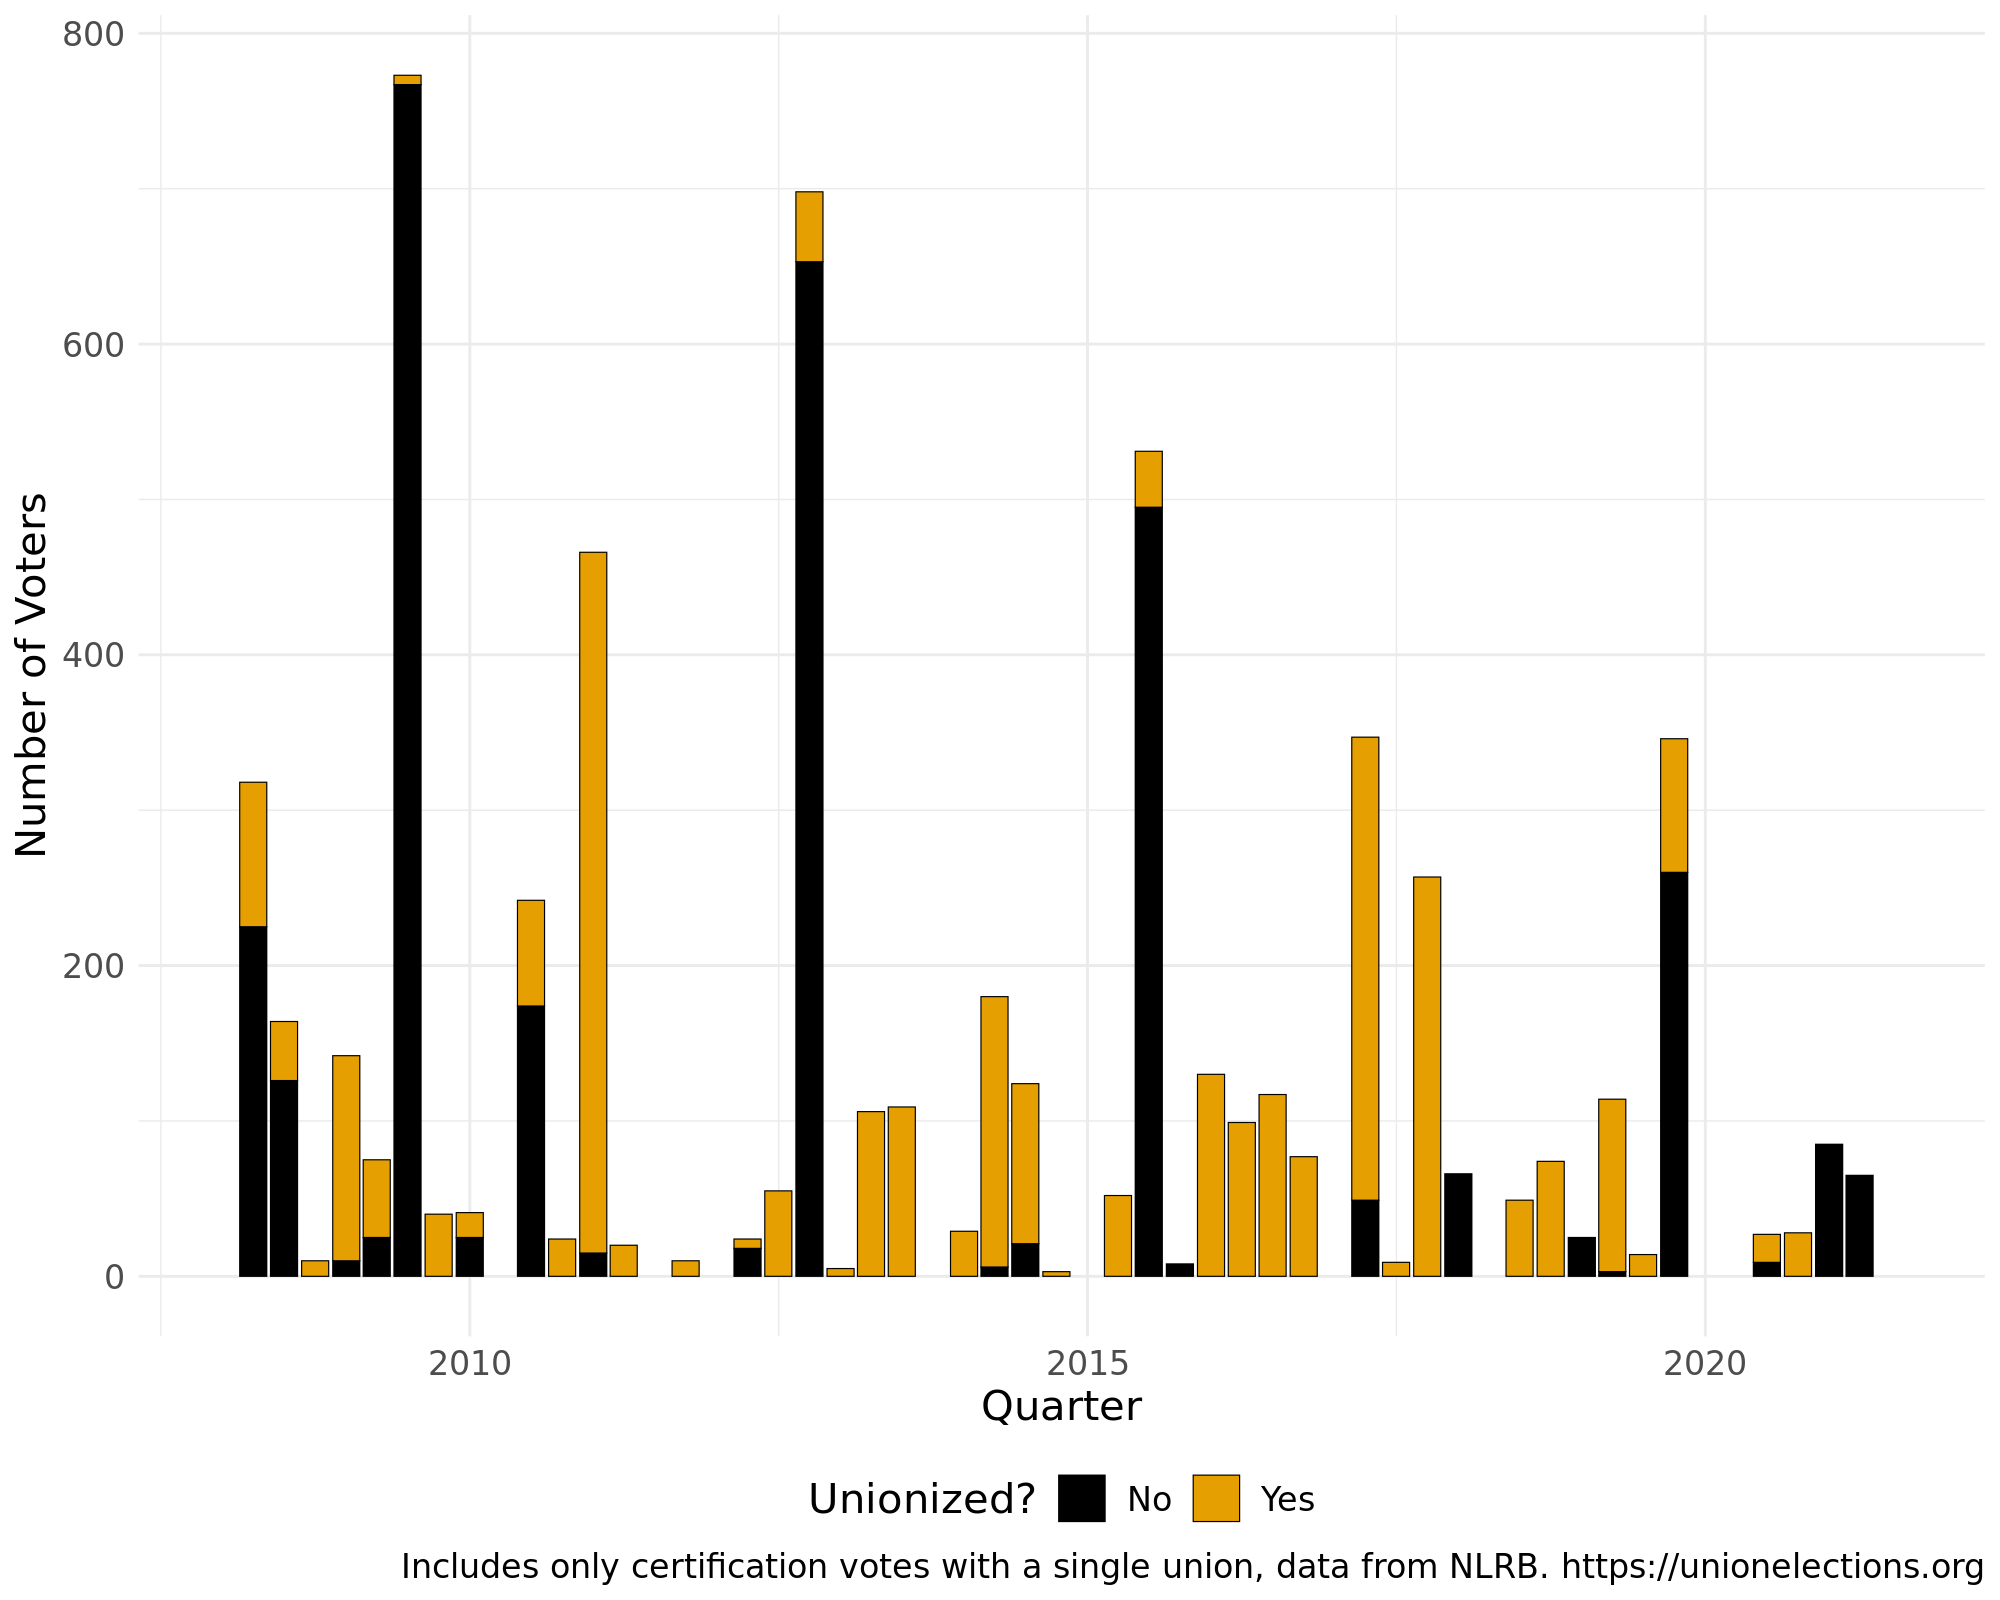 800
600
400
200
0
Number of Voters
2010 2015 2020
Quarter
Unionized? No Yes
Includes only certification votes with a single union, data from NLRB. https://unionelections.org